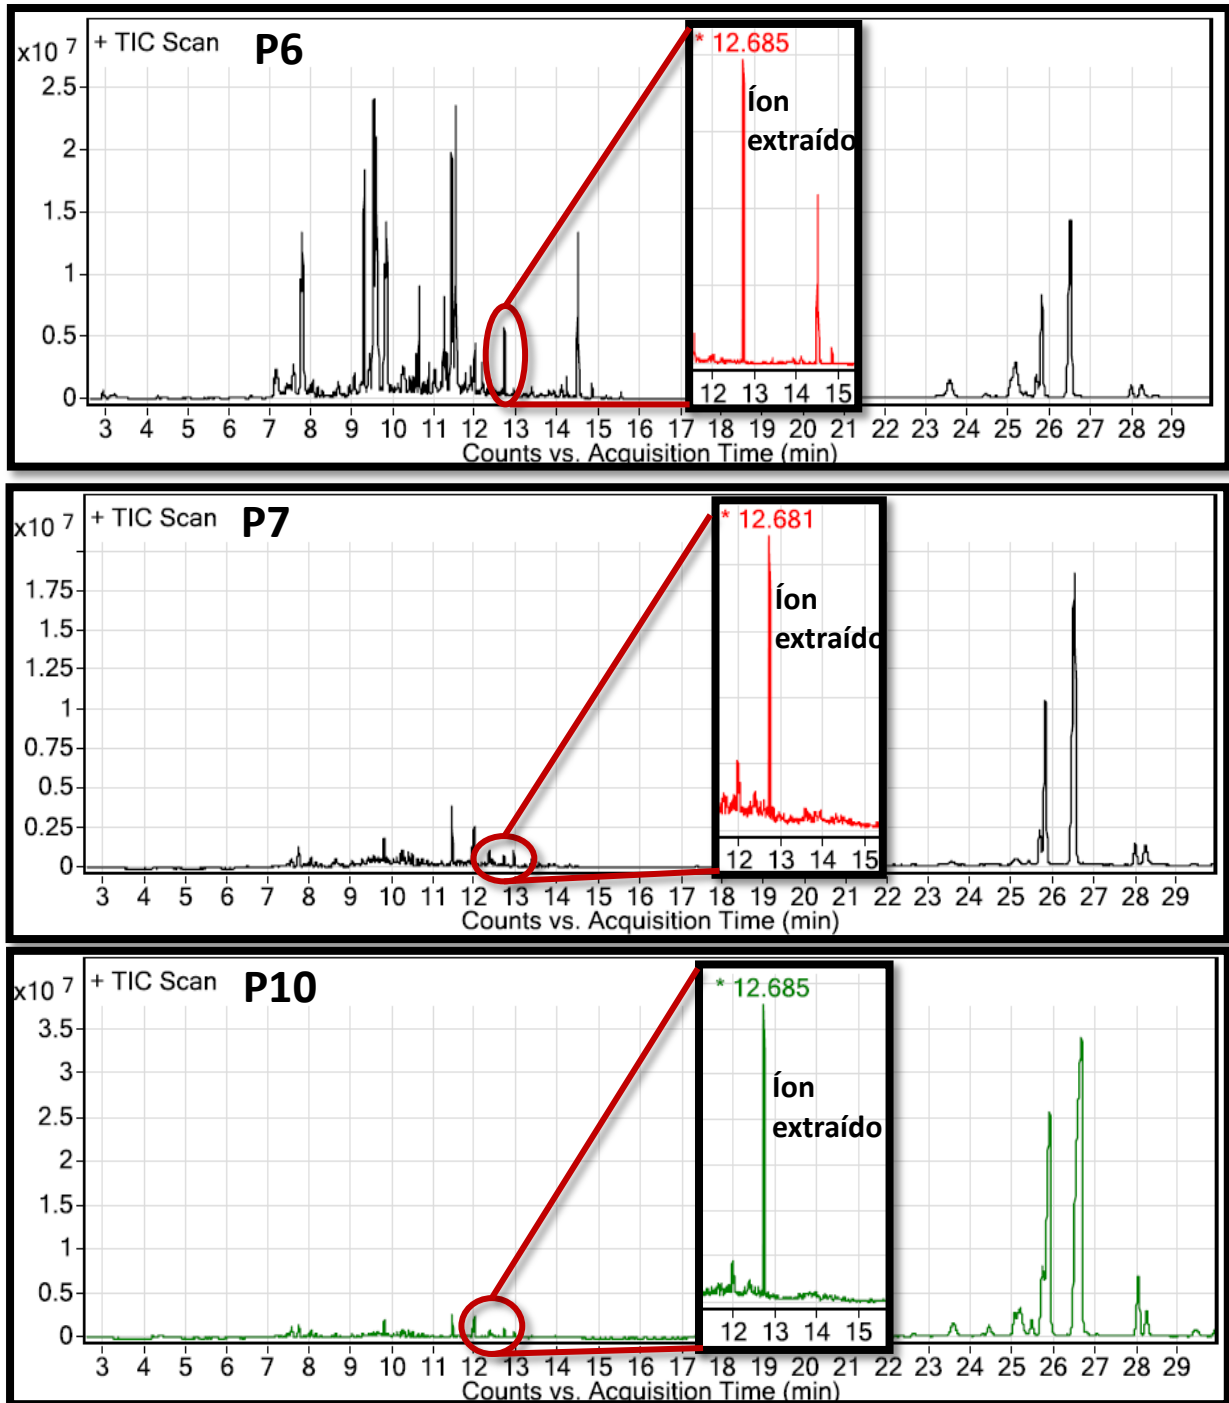 x10 7
+ TIC Scan
P6
2.5
2
1.5
1
0.5
0
* 12.685
Íon
extraído
12 13 14 15
3 4 5 6 7 8 9 10 11 12 13 14 15 16 17 18 19 20 21 22 23 24 25 26 27 28 29
Counts vs. Acquisition Time (min)
x10 7
+ TIC Scan
P7
1.75
1.5
1.25
1
0.75
0.5
0.25
0
* 12.681
Íon
extraído
12 13 14 15
3 4 5 6 7 8 9 10 11 12 13 14 15 16 17 18 19 20 21 22 23 24 25 26 27 28 29
Counts vs. Acquisition Time (min)
x10 7
+ TIC Scan
P10
3.5
3
2.5
2
1.5
1
0.5
0
* 12.685
Íon
extraído
12 13 14 15
3 4 5 6 7 8 9 10 11 12 13 14 15 16 17 18 19 20 21 22 23 24 25 26 27 28 29
Counts vs. Acquisition Time (min)